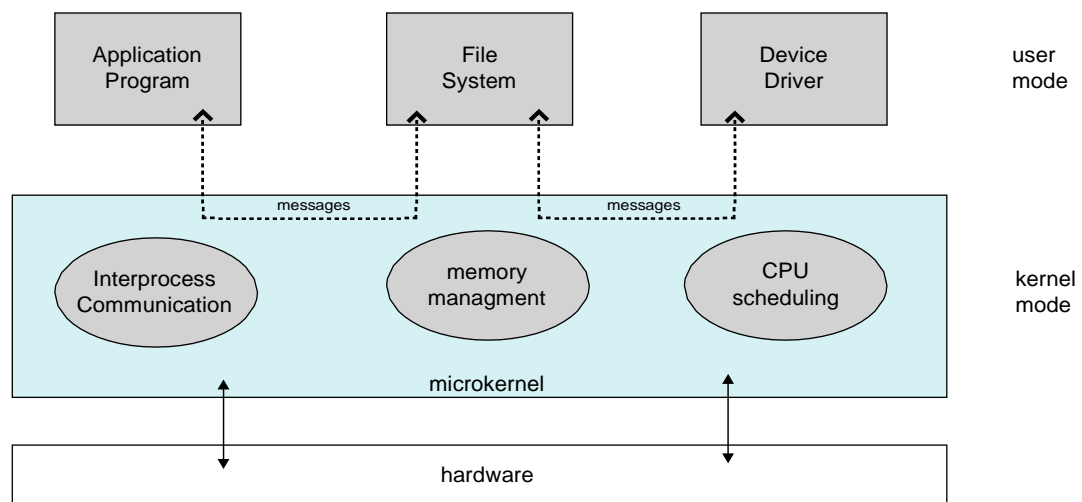 Application
Program
File
System
Device
Driver
user
mode
messages
messages
Interprocess
Communication
memory
managment
CPU
scheduling
kernel
mode
microkernel
hardware